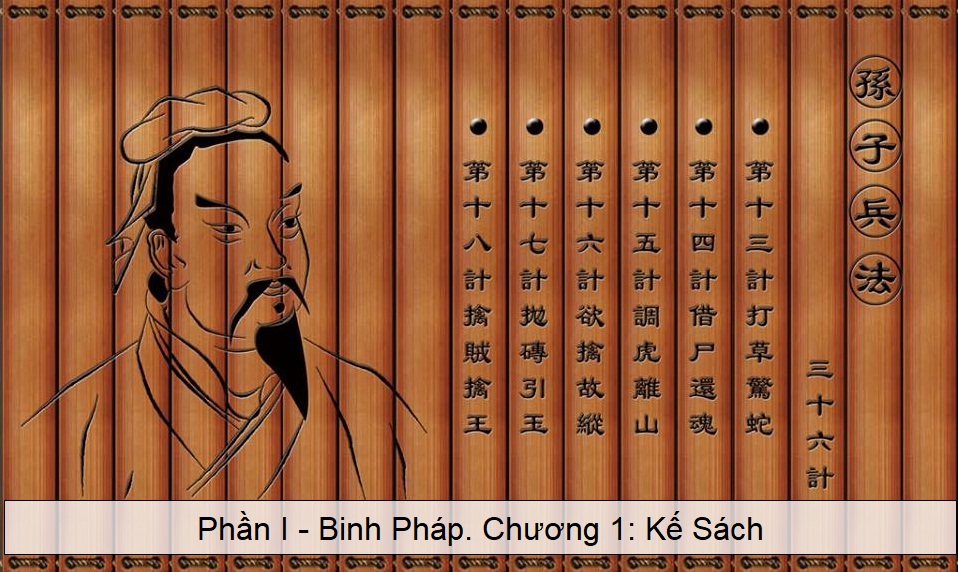 孫子兵法
三十六計
第十三計打草驚蛇
第十四計借尸還魂
第十五計調虎離山
第十六計欲擒故縱
第十七計拋磚引玉
第十八計擒賊擒王
Phần I - Binh Pháp. Chương 1: Kế Sách